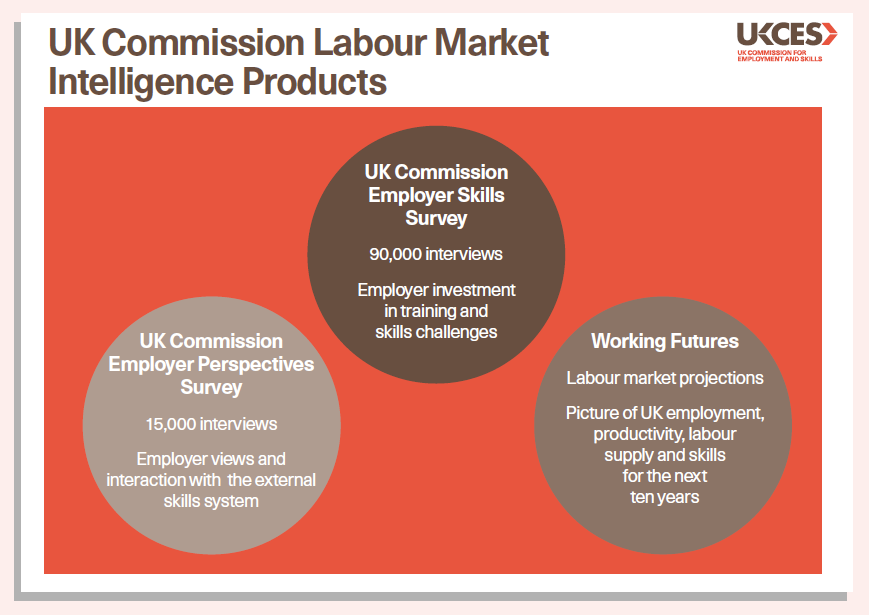 UK Commission Labour Market
Intelligence Products
UKCES
UK COMMISSION FOR
EMPLOYMENT AND SKILLS
UK Commission
Employer Skills
Survey
90,000 interviews
Employer investment
in training and
skills challenges
UK Commission
Employer Perspectives
Survey
15,000 interviews
Employer views and
interaction with the external
skills system
Working Futures
Labour market projections
Picture of UK employment,
productivity, labour
supply and skills
for the next
ten years